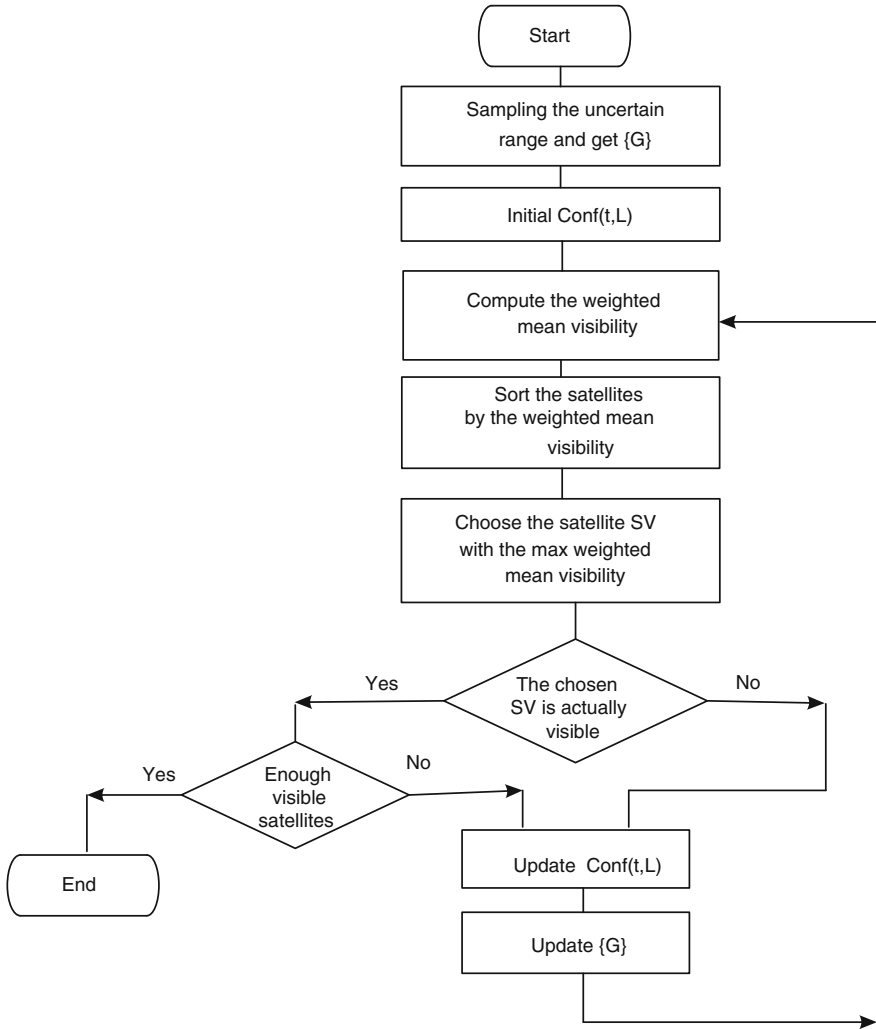 Start
Sampling the uncertain
range and get {G}
Initial Conf(t,L)
Compute the weighted
mean visibility
Sort the satellites
by the weighted mean
visibility
Choose the satellite SV
with the max weighted
mean visibility
Yes
The chosen
SV is actually
visible
No
Yes
Enough
visible
satellites
No
Update Conf(t,L)
End
Update {G}